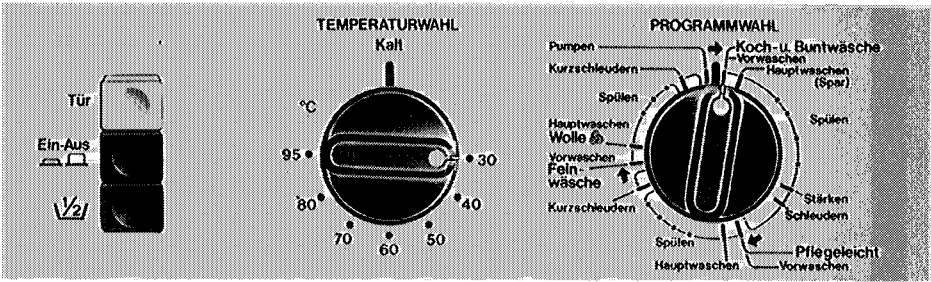 Tür
Ein-Aus
1/2
TEMPERATURWAHL
Kalt
°C
95
80
70
60
50
40
30
PROGRAMMWAHL
Koch-u. Buntwäsche
Vorwaschen
Hauptwaschen
(Spar)
Spülen
Stärken
Schleudern
Pflegeleicht
Vorwaschen
Hauptwaschen
Spülen
Kurzschleudern
Fein-
wäsche
Vorwaschen
Wolle
Hauptwaschen
Spülen
Kurzschleudern
Pumpen